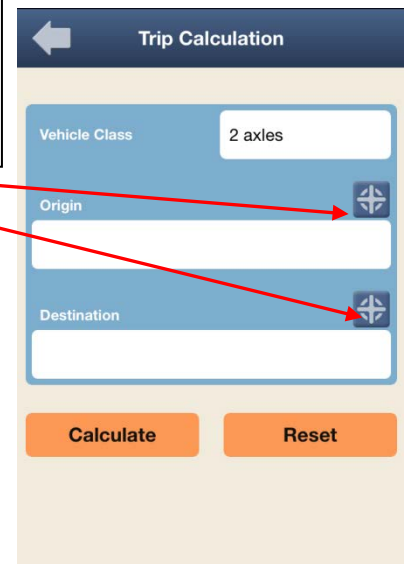 Trip Calculation
Vehicle Class 2 axles
Origin
Destination
Calculate Reset